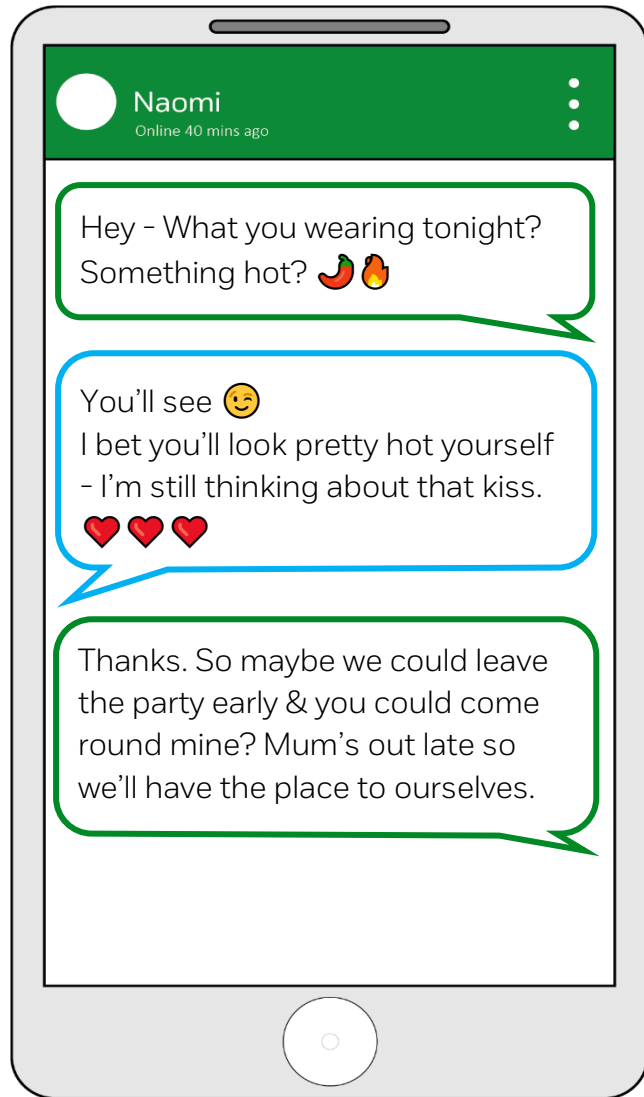 Naomi
Online 40 mins ago
Hey - What you wearing tonight?
Something hot? 🌶️🔥
You'll see 😉
I bet you'll look pretty hot yourself
- I'm still thinking about that kiss.
❤️❤️❤️
Thanks. So maybe we could leave
the party early & you could come
round mine? Mum's out late so
we'll have the place to ourselves.